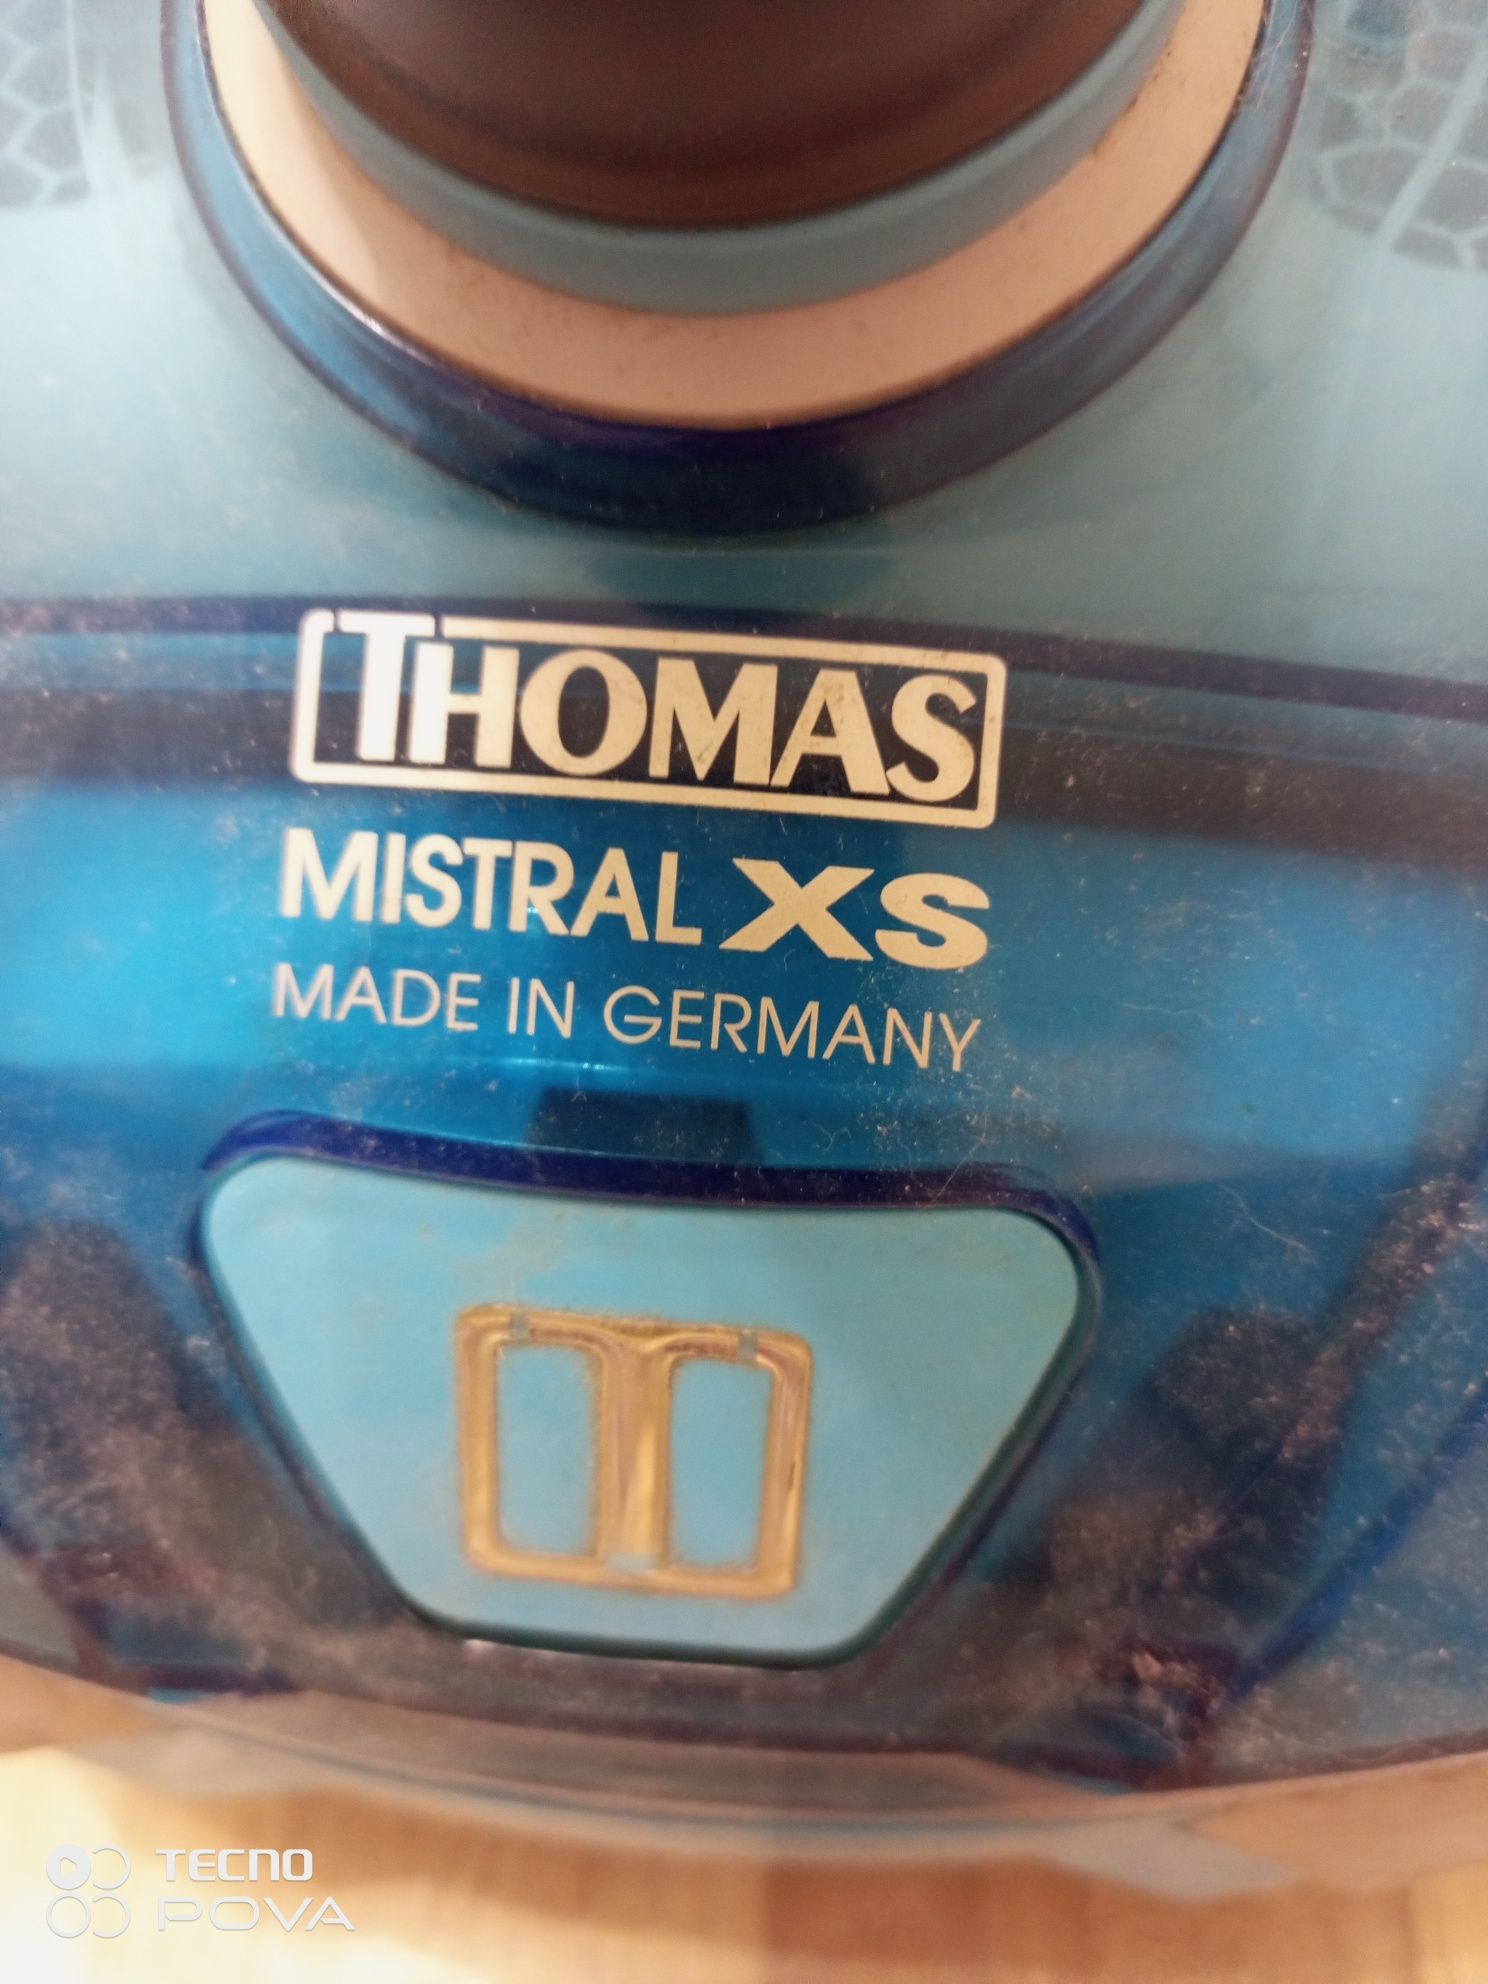 THOMAS
MISTRAL XS
MADE IN GERMANY
TECNO
POVA